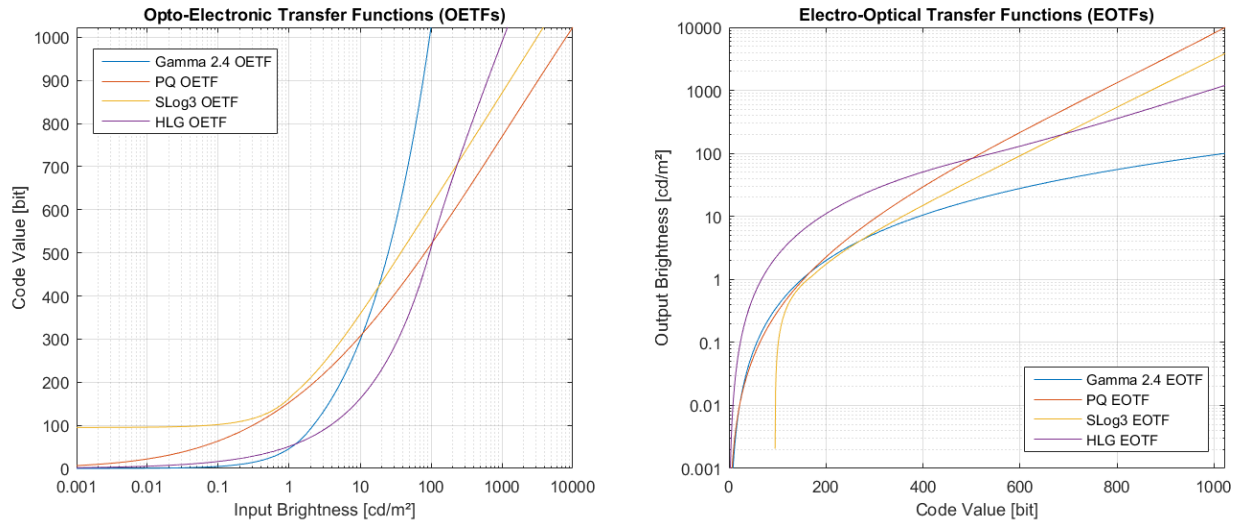 Opto-Electronic Transfer Functions (OETFs)
1000
900
800
700
600
500
400
300
200
100
0
Code Value [bit]
Gamma 2.4 OETF
PQ OETF
SLog3 OETF
HLG OETF
0.001 0.01 0.1 1 10 100 1000 10000
Input Brightness [cd/m²]
Electro-Optical Transfer Functions (EOTFs)
10000
1000
100
10
1
0.1
0.01
0.001
Output Brightness [cd/m²]
Gamma 2.4 EOTF
PQ EOTF
SLog3 EOTF
HLG EOTF
0 200 400 600 800 1000
Code Value [bit]